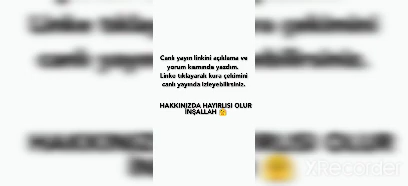 Canlı yayın linkini açıklama ve
yorum kısmında yazdım.
Linke tıklayarak kura çekimini
canlı yayında izleyebilirsiniz.
HAKKINIZDA HAYIRLISI OLUR
İNŞALLAH 🤲
XRecorder